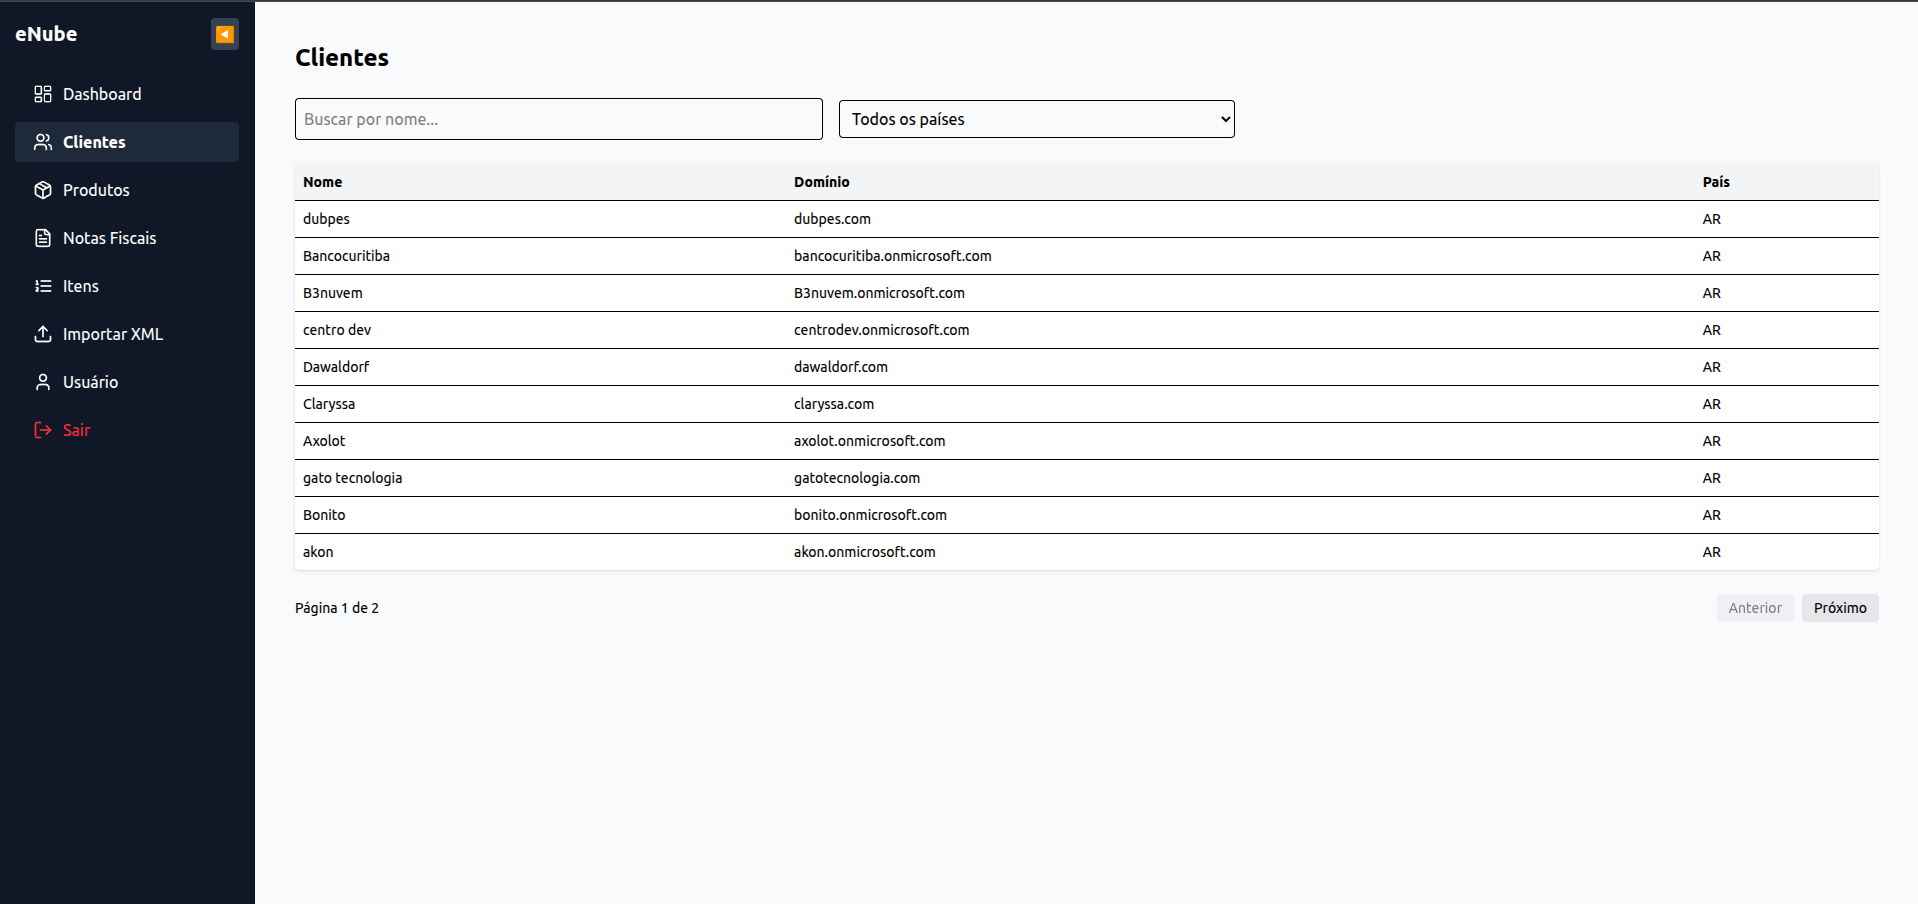 eNube
Dashboard
Clientes
Produtos
Notas Fiscais
Itens
Importar XML
Usuário
Sair
Clientes
Buscar por nome...
Todos os países
Nome Domínio País
dubpes dubpes.com AR
Bancocuritiba bancocuritiba.onmicrosoft.com AR
B3nuvem B3nuvem.onmicrosoft.com AR
centro dev centrodev.onmicrosoft.com AR
Dawaldorf dawaldorf.com AR
Claryssa claryssa.com AR
Axolot axolot.onmicrosoft.com AR
gato tecnologia gatotecnologia.com AR
Bonito bonito.onmicrosoft.com AR
akon akon.onmicrosoft.com AR
Página 1 de 2 Anterior Próximo